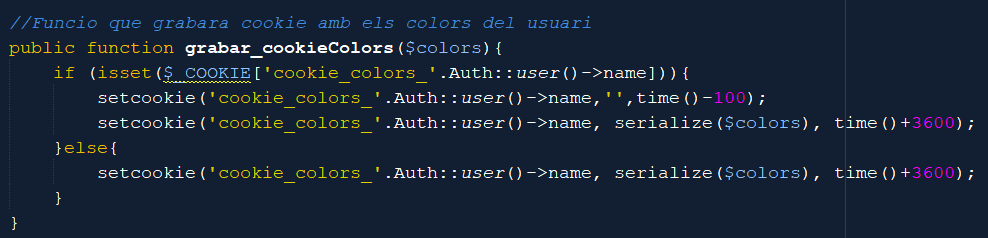 //Funcio que grabara cookie amb els colors del usuari
public function grabar_cookieColors($colors){
    if (isset($_COOKIE['cookie_colors_'.Auth::user()->name])){
        setcookie('cookie_colors_'.Auth::user()->name,'',time()-100);
        setcookie('cookie_colors_'.Auth::user()->name, serialize($colors), time()+3600);
    }else{
        setcookie('cookie_colors_'.Auth::user()->name, serialize($colors), time()+3600);
    }
}